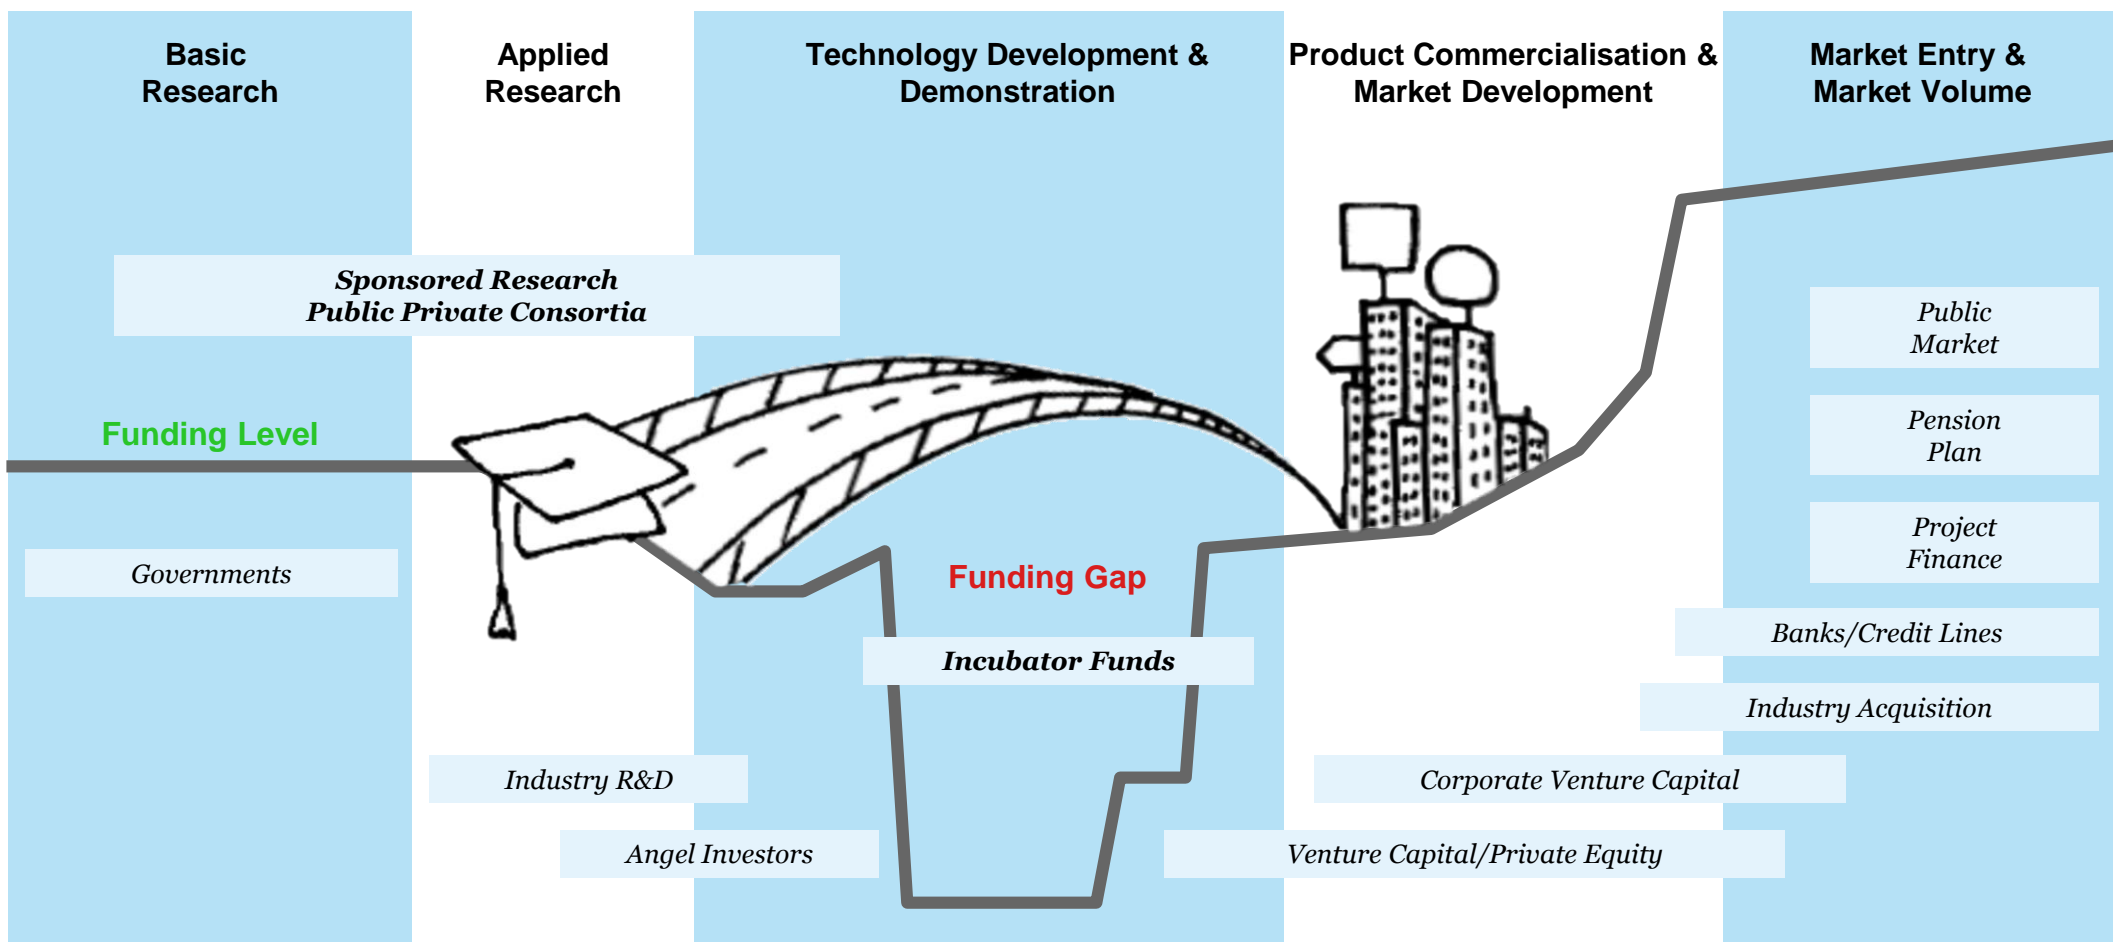 Basic
Research
Applied
Research
Technology Development &
Demonstration
Product Commercialisation &
Market Development
Market Entry &
Market Volume
Sponsored Research
Public Private Consortia
Funding Level
Governments
Funding Gap
Incubator Funds
Industry R&D
Angel Investors
Public
Market
Pension
Plan
Project
Finance
Banks/Credit Lines
Industry Acquisition
Corporate Venture Capital
Venture Capital/Private Equity